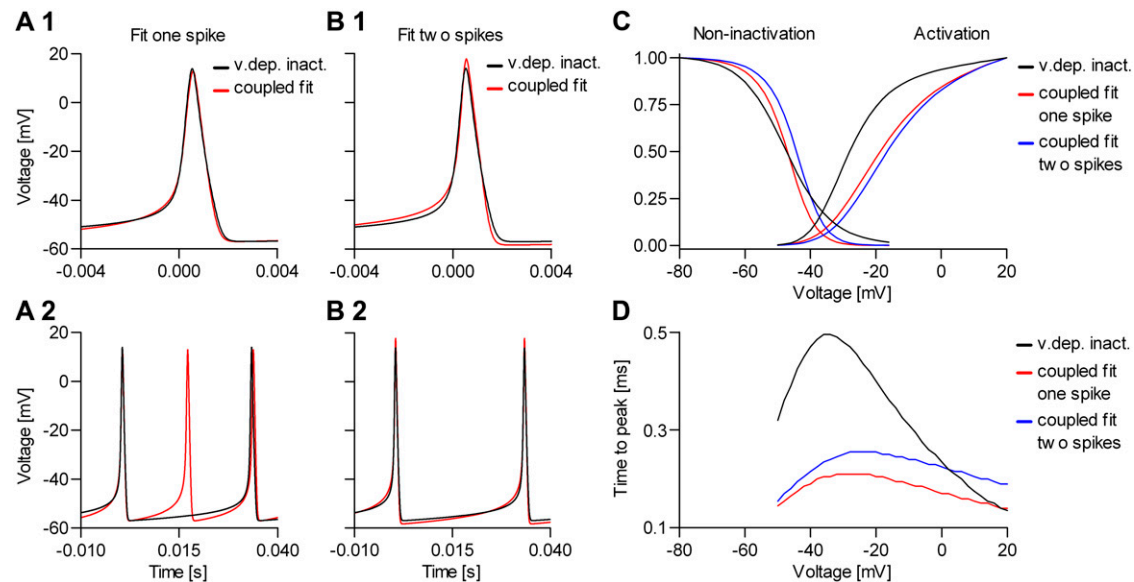 A 1
Fit one spike
v.dep. inact.
coupled fit
Voltage [mV]
20
0
-20
-40
-60
-0.004
0.000
0.004
B 1
Fit tw o spikes
v.dep. inact.
coupled fit
-0.004
0.000
0.004
C
Non-inactivation
Activation
v.dep. inact.
coupled fit
one spike
coupled fit
tw o spikes
1.00
0.75
0.50
0.25
0.00
-80
-60
-40
-20
0
20
Voltage [mV]
A 2
Voltage [mV]
20
0
-20
-40
-60
-0.010
0.015
0.040
Time [s]
B 2
-0.010
0.015
0.040
Time [s]
D
v.dep. inact.
coupled fit
one spike
coupled fit
tw o spikes
Time to peak [ms]
0.5
0.3
0.1
-80
-60
-40
-20
0
20
Voltage [mV]